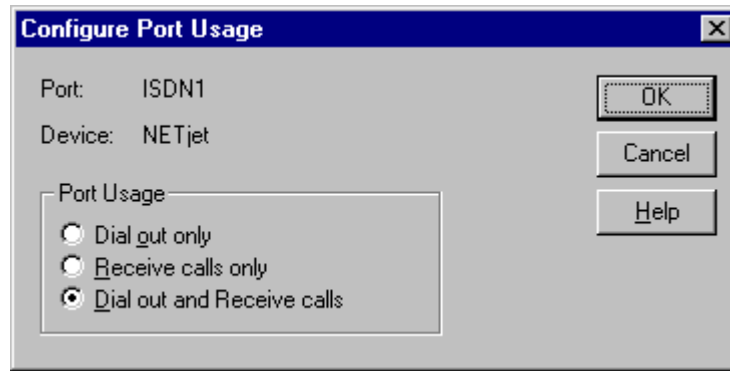 Configure Port Usage
Port: ISDN1
Device: NETjet
Port Usage
Dial out only
Receive calls only
Dial out and Receive calls
OK
Cancel
Help